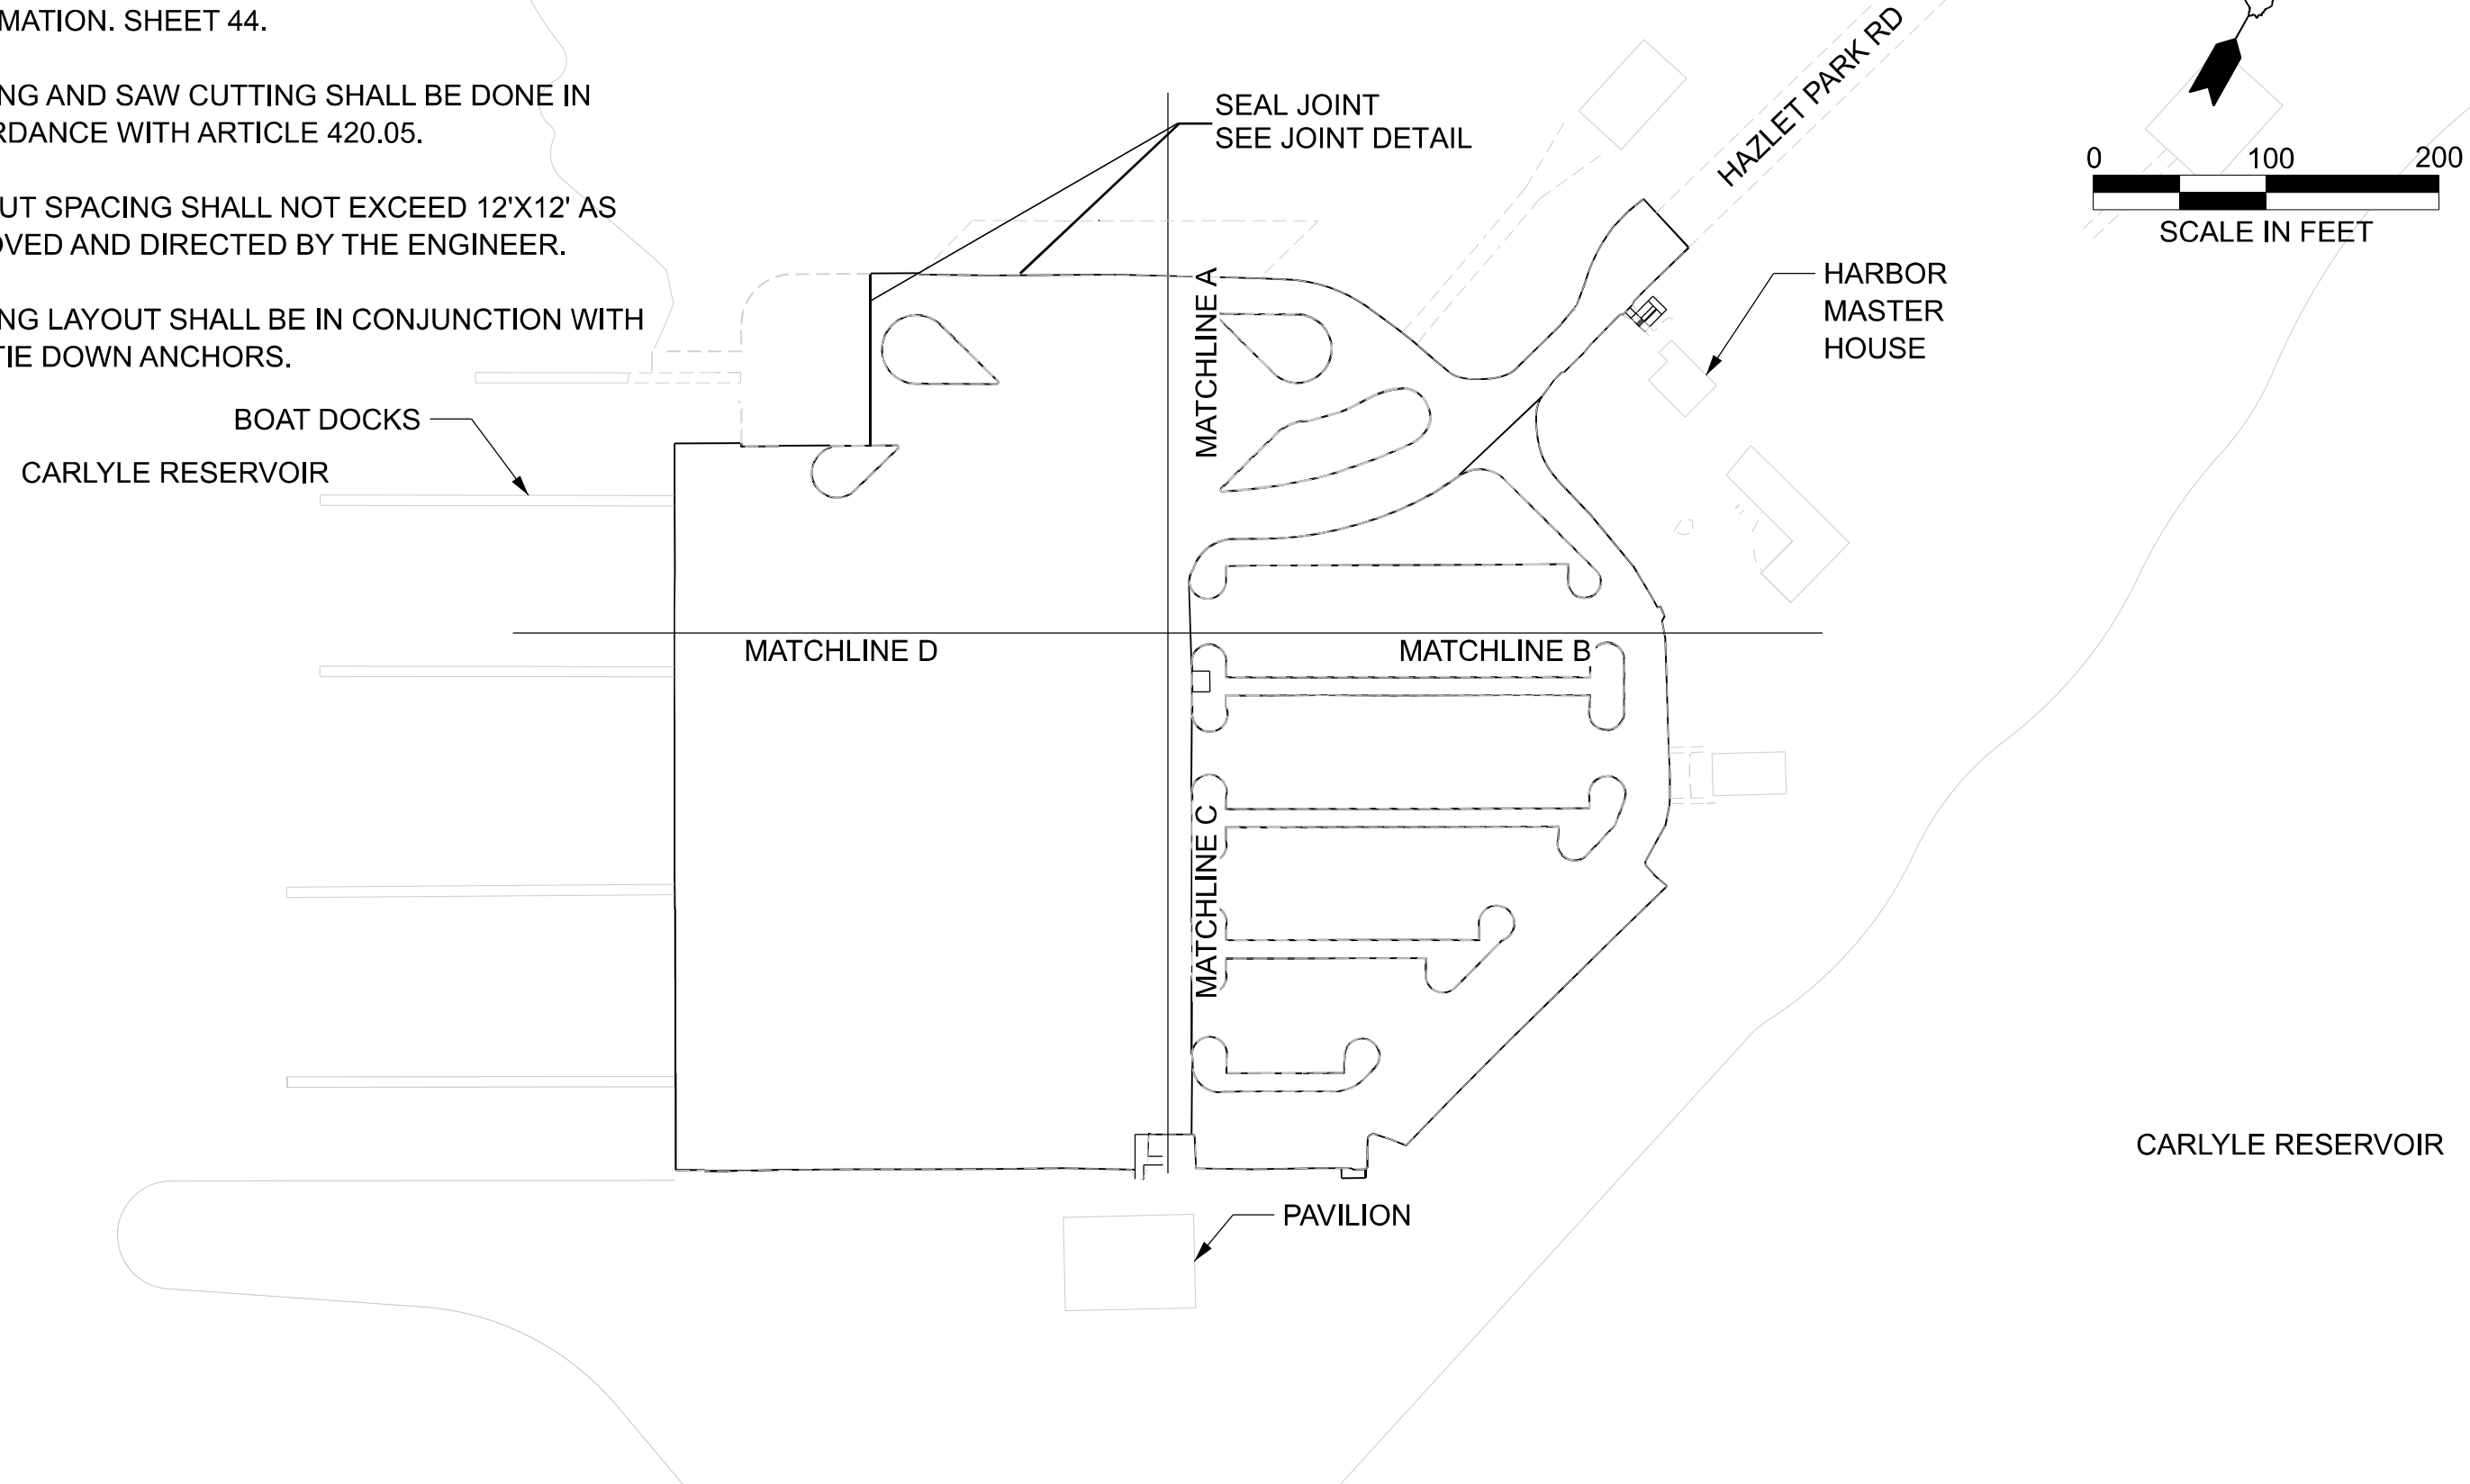 MATION. SHEET 44.
NG AND SAW CUTTING SHALL BE DONE IN
RDANCE WITH ARTICLE 420.05.
UT SPACING SHALL NOT EXCEED 12'X12' AS
OVED AND DIRECTED BY THE ENGINEER.
NG LAYOUT SHALL BE IN CONJUNCTION WITH
TIE DOWN ANCHORS.
SEAL JOINT
SEE JOINT DETAIL
HAZLET PARK RD
0 100 200
SCALE IN FEET
HARBOR
MASTER
HOUSE
MATCHLINE A
BOAT DOCKS
CARLYLE RESERVOIR
MATCHLINE D
MATCHLINE B
MATCHLINE C
CARLYLE RESERVOIR
PAVILION